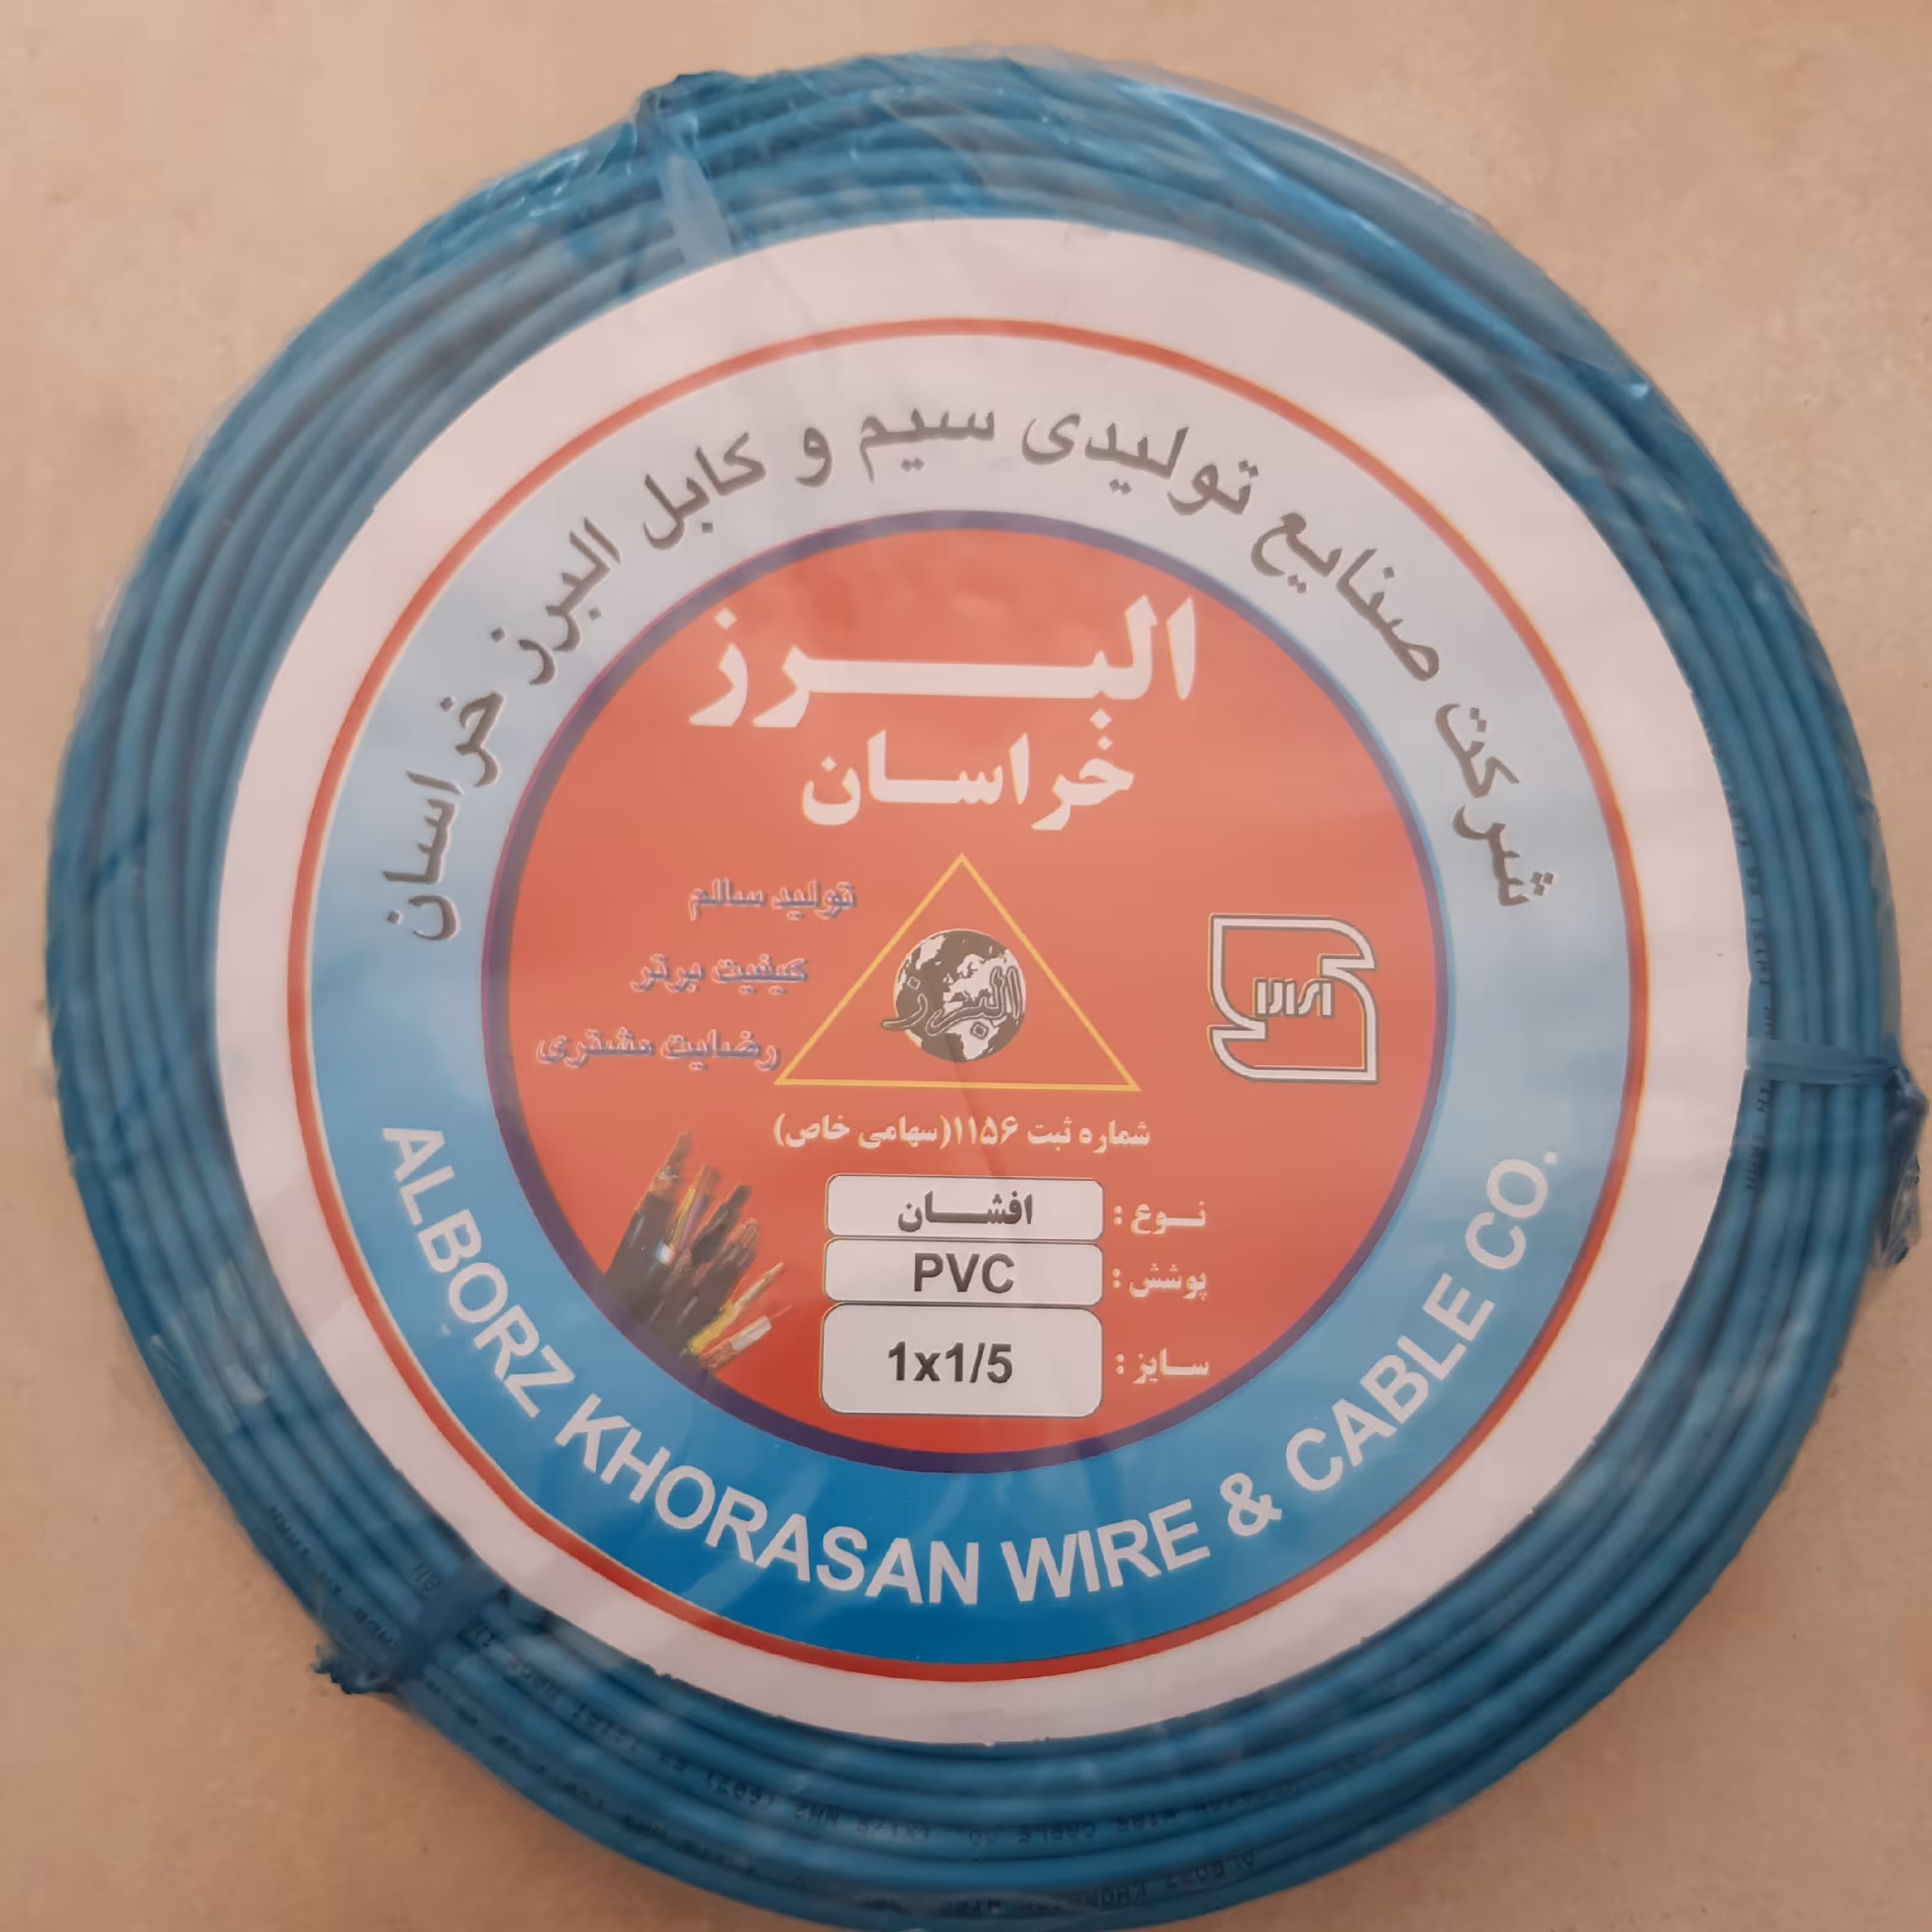 شرکت صنایع تولیدی سیم و کابل البرز خراسان
البرز
خراسان
تولید سالم
کیفیت برتر
رضایت مشتری
البرز
شماره ثبت ۱۱۵۶(سهامی خاص)
نوع : افشان
پوشش : PVC
سایز : 1x1/5
ALBORZ KHORASAN WIRE & CABLE CO.